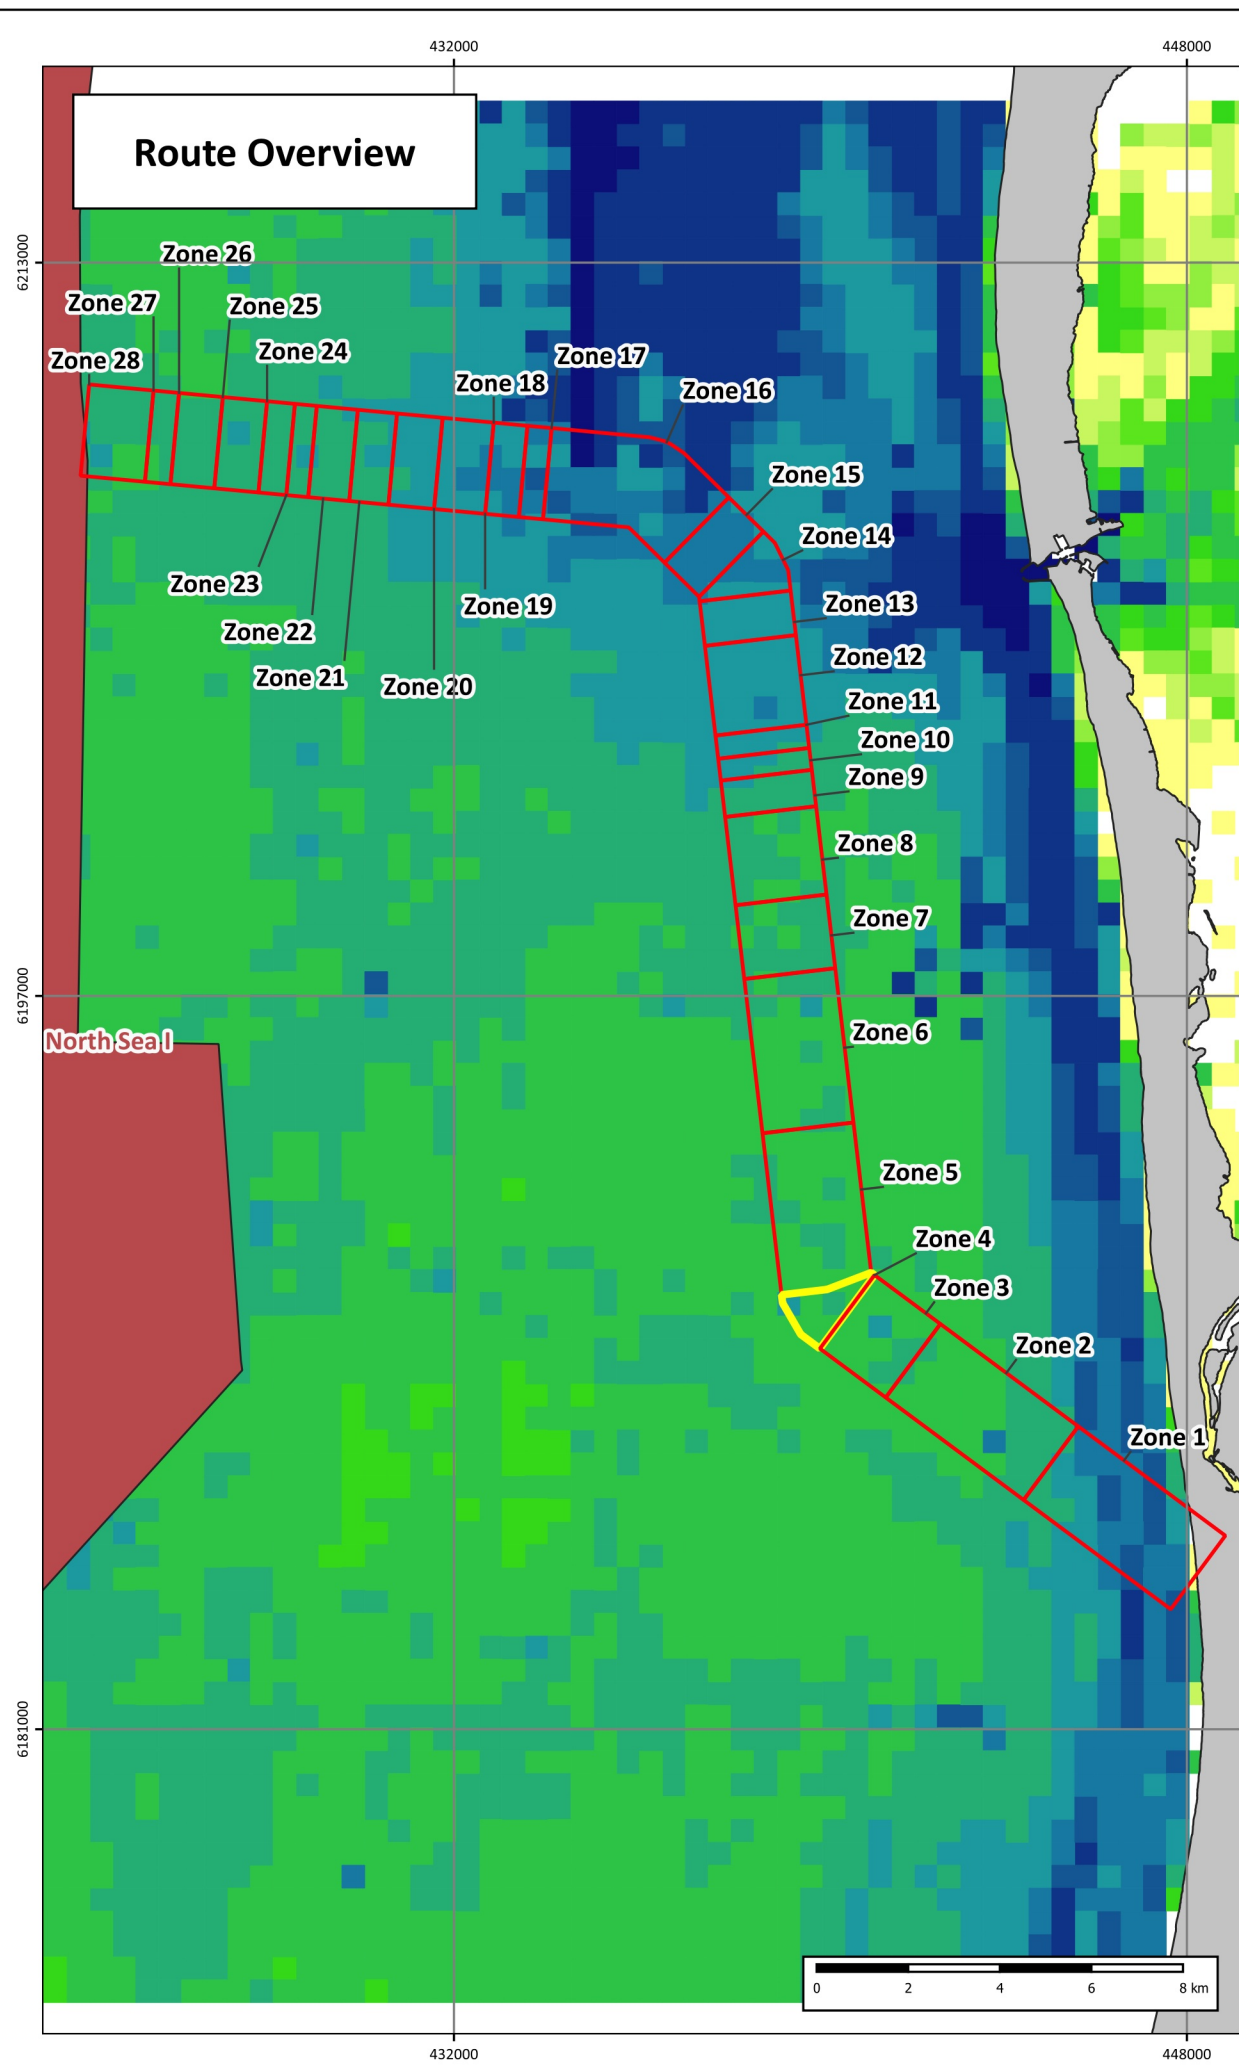 432000
448000
Route Overview
6213000
Zone 26
Zone 27
Zone 25
Zone 24
Zone 28
Zone 17
Zone 18
Zone 16
Zone 15
Zone 14
Zone 23
Zone 13
Zone 19
Zone 22
Zone 12
Zone 21
Zone 20
Zone 11
Zone 10
Zone 9
Zone 8
Zone 7
6197000
Zone 6
North Sea I
Zone 5
Zone 4
Zone 3
Zone 2
Zone 1
6181000
0 2 4 6 8 km
432000
448000